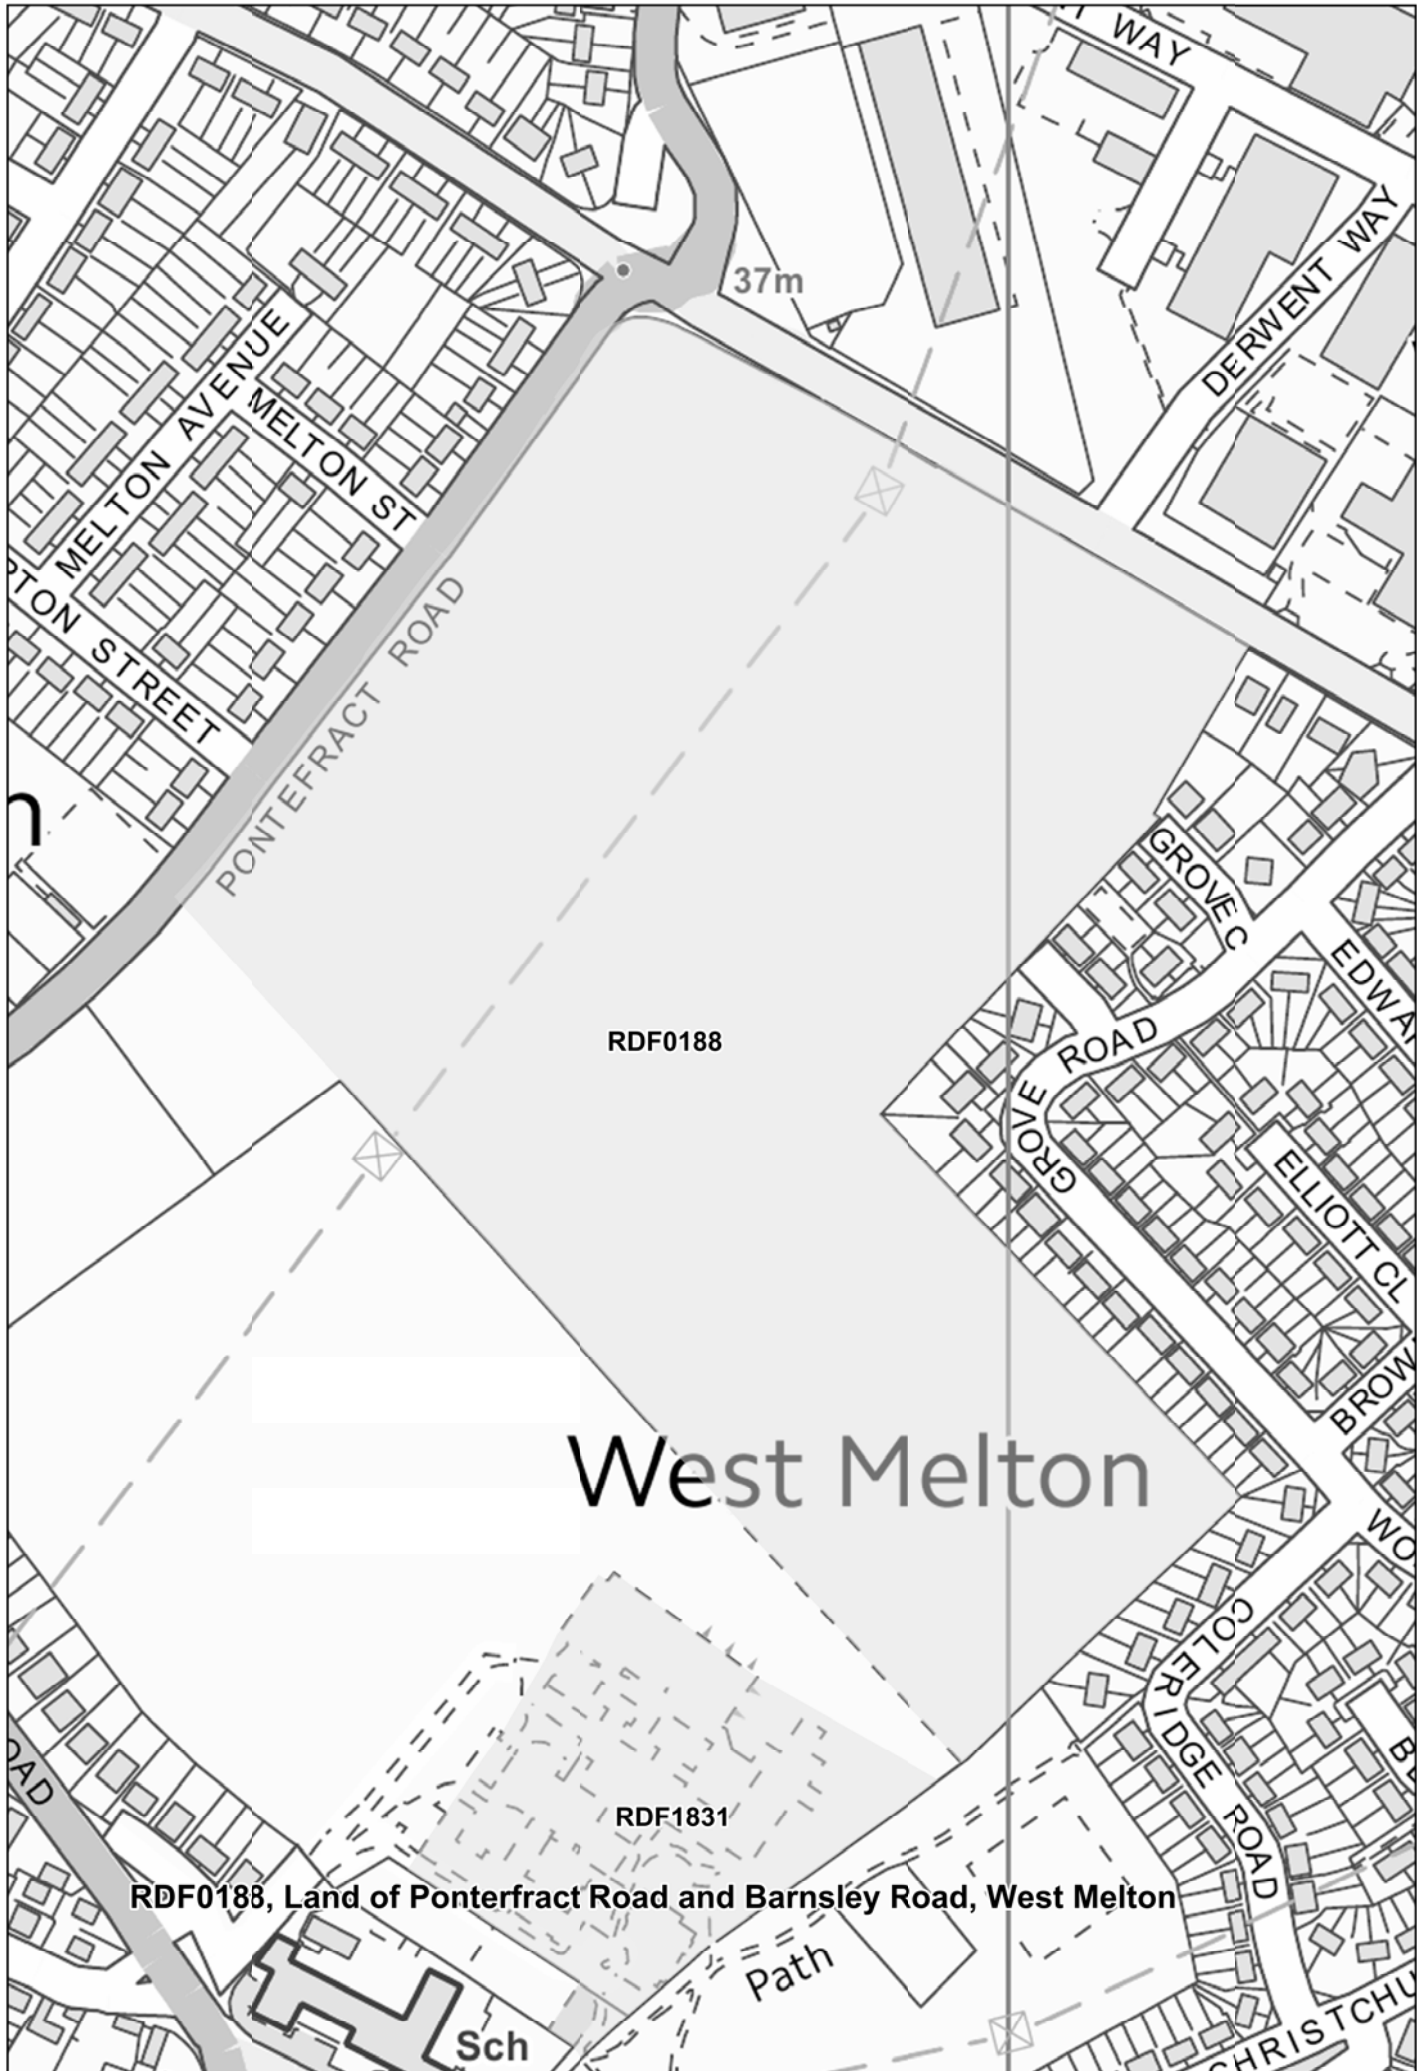 WAY
37m
DERWENT WAY
MELTON AVENUE
MELTON ST
PONTEFRACT ROAD
TON STREET
n
GROVE C
EDWA
RDF0188
GROVE ROAD
ELLIOTT CL
BROW
West Melton
WO
COLERIDGE ROAD
OAD
RDF1831
RDF0188, Land of Ponterfract Road and Barnsley Road, West Melton
Path
Sch
CHRISTCHU